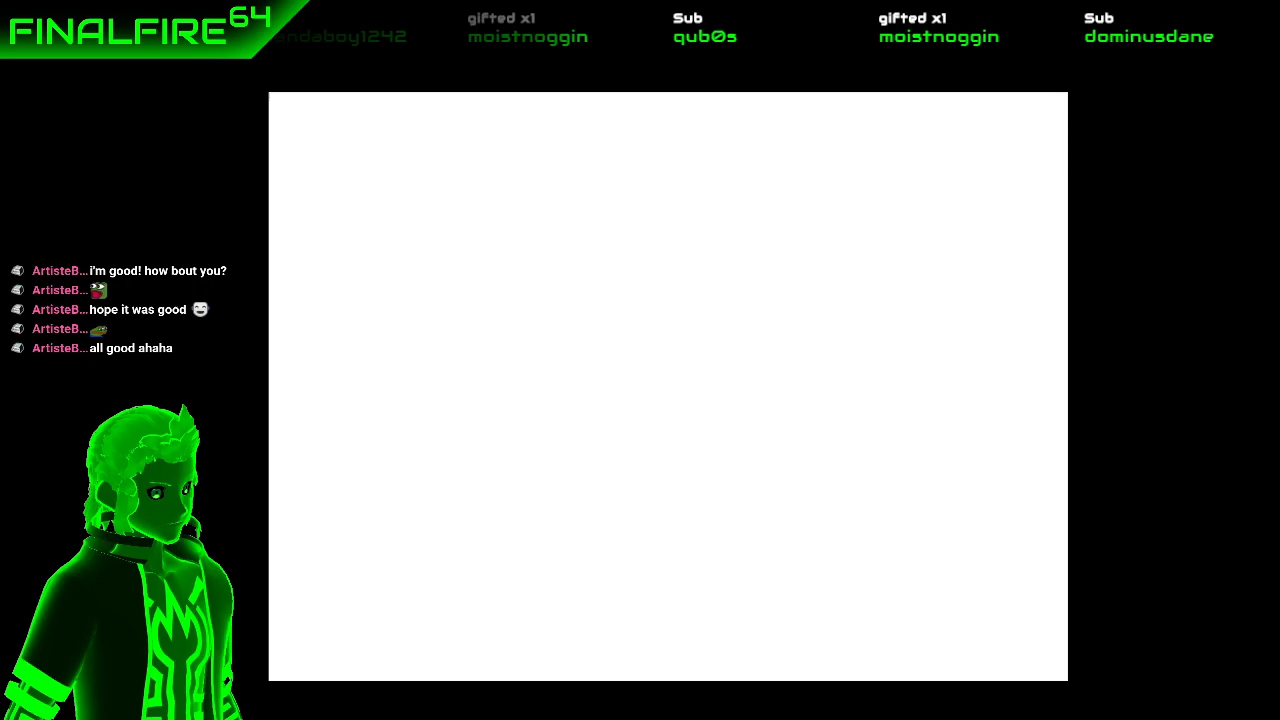 FINALFIRE64
gifted x1
moistnoggin
Sub
qub0s
gifted x1
moistnoggin
Sub
dominusdane
ArtisteB... i'm good! how bout you?
ArtisteB...
ArtisteB... hope it was good
ArtisteB...
ArtisteB... all good ahaha